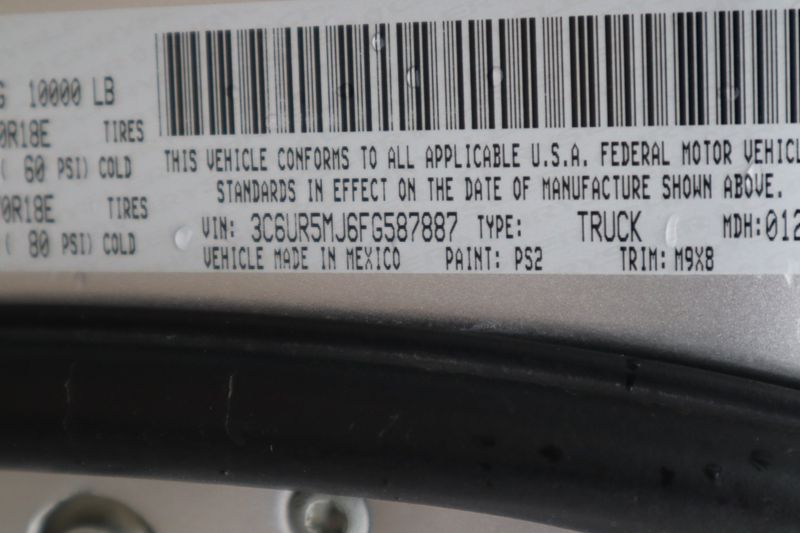 G 10000 LB
0R18E TIRES
( 60 PSI) COLD
0R18E TIRES
( 80 PSI) COLD
THIS VEHICLE CONFORMS TO ALL APPLICABLE U.S.A. FEDERAL MOTOR VEHICL
STANDARDS IN EFFECT ON THE DATE OF MANUFACTURE SHOWN ABOVE.
VIN: 3C6UR5MJ6FG587887 TYPE: TRUCK MDH: 012
VEHICLE MADE IN MEXICO PAINT: PS2 TRIM: M9X8